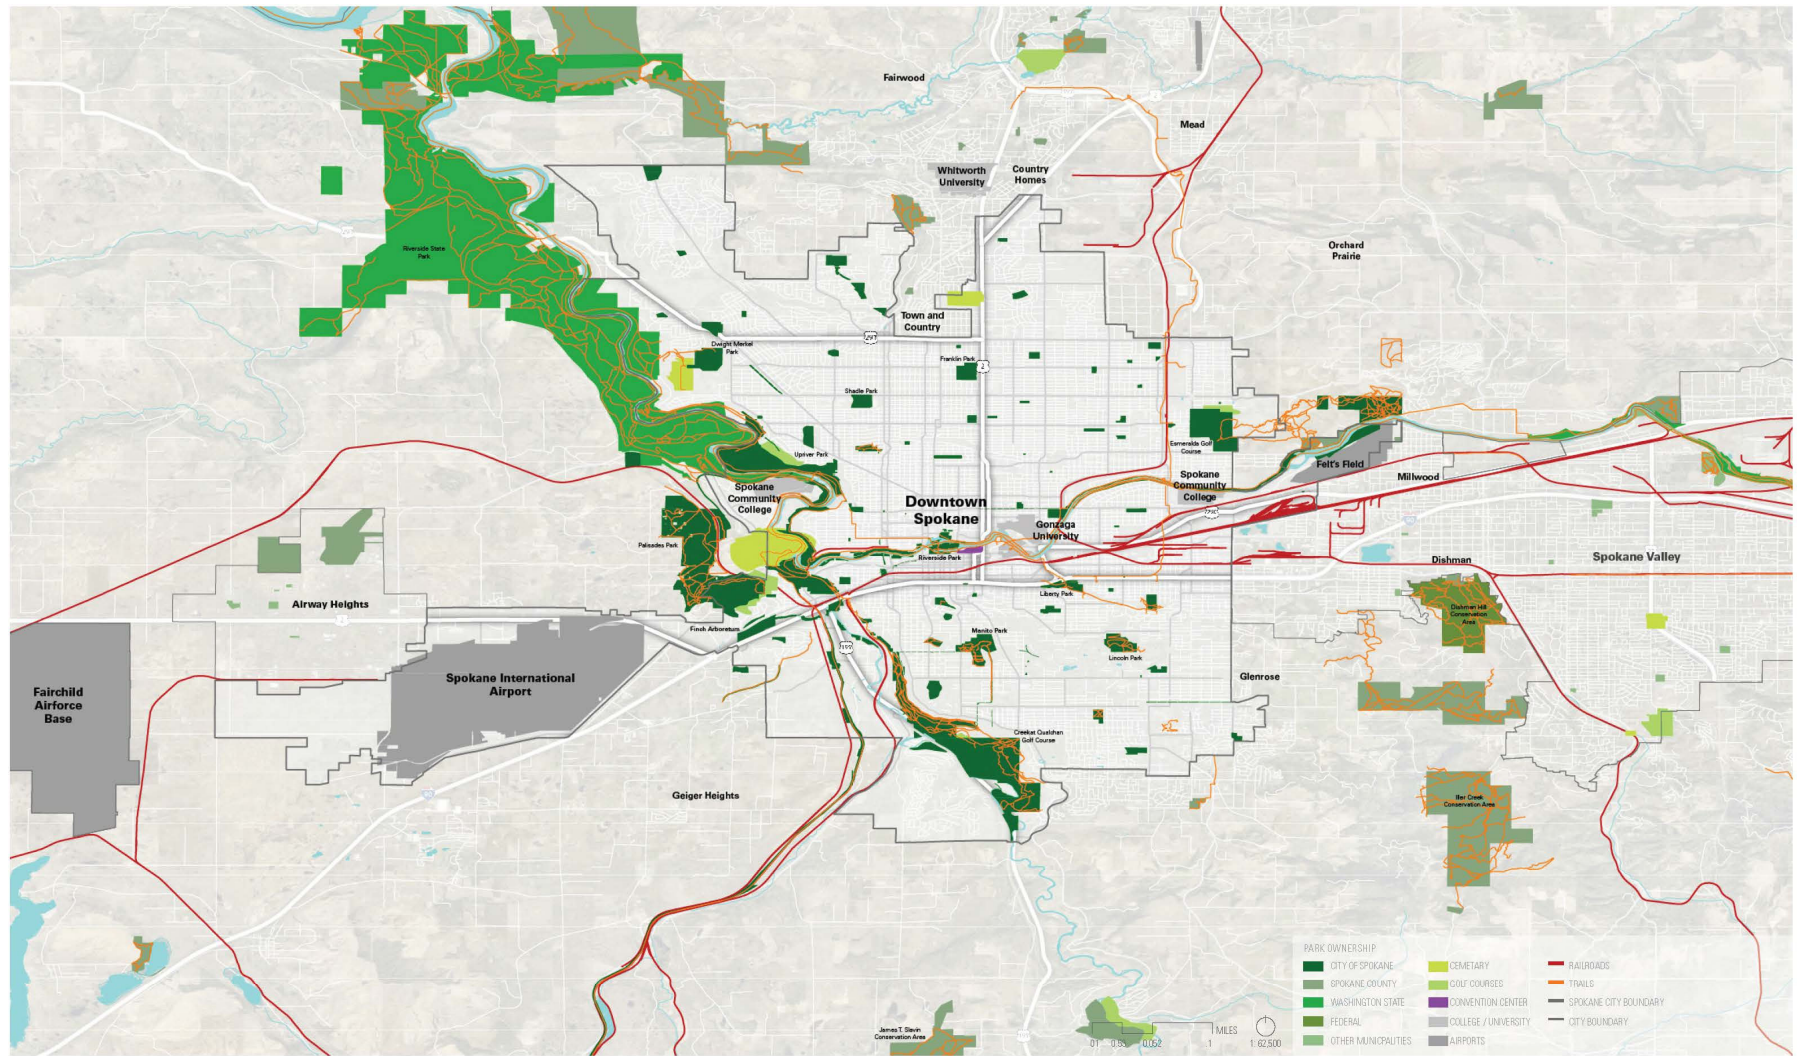 Fairwood
Mead
Whitworth
University
Country
Homes
Riverside State
Park
Orchard
Prairie
Town and
Country
291
Dwight Merkel
Park
Franklin Park
2
Shadle Park
Esmeralda Golf
Course
Upriver Park
Felt's Field
Millwood
Spokane
Community
College
Spokane
Community
College
Downtown
Spokane
Gonzaga
University
Palisades Park
Riverside Park
Dishman
Spokane Valley
Airway Heights
Liberty Park
Dishman Hill
Conservation
Area
Finch Arboretum
Manito Park
Lincoln Park
Glenrose
Spokane International
Airport
Fairchild
Airforce
Base
Creekat Qualchan
Golf Course
Geiger Heights
Iller Creek
Conservation Area
James T. Slavin
Conservation Area
MILES
1
1: 62,500
PARK OWNERSHIP
CITY OF SPOKANE
SPOKANE COUNTY
WASHINGTON STATE
FEDERAL
OTHER MUNICPALITIES
CEMETARY
GOLF COURSES
CONVENTION CENTER
COLLEGE / UNIVERSITY
AIRPORTS
RAILROADS
TRAILS
SPOKANE CITY BOUNDARY
CITY BOUNDARY